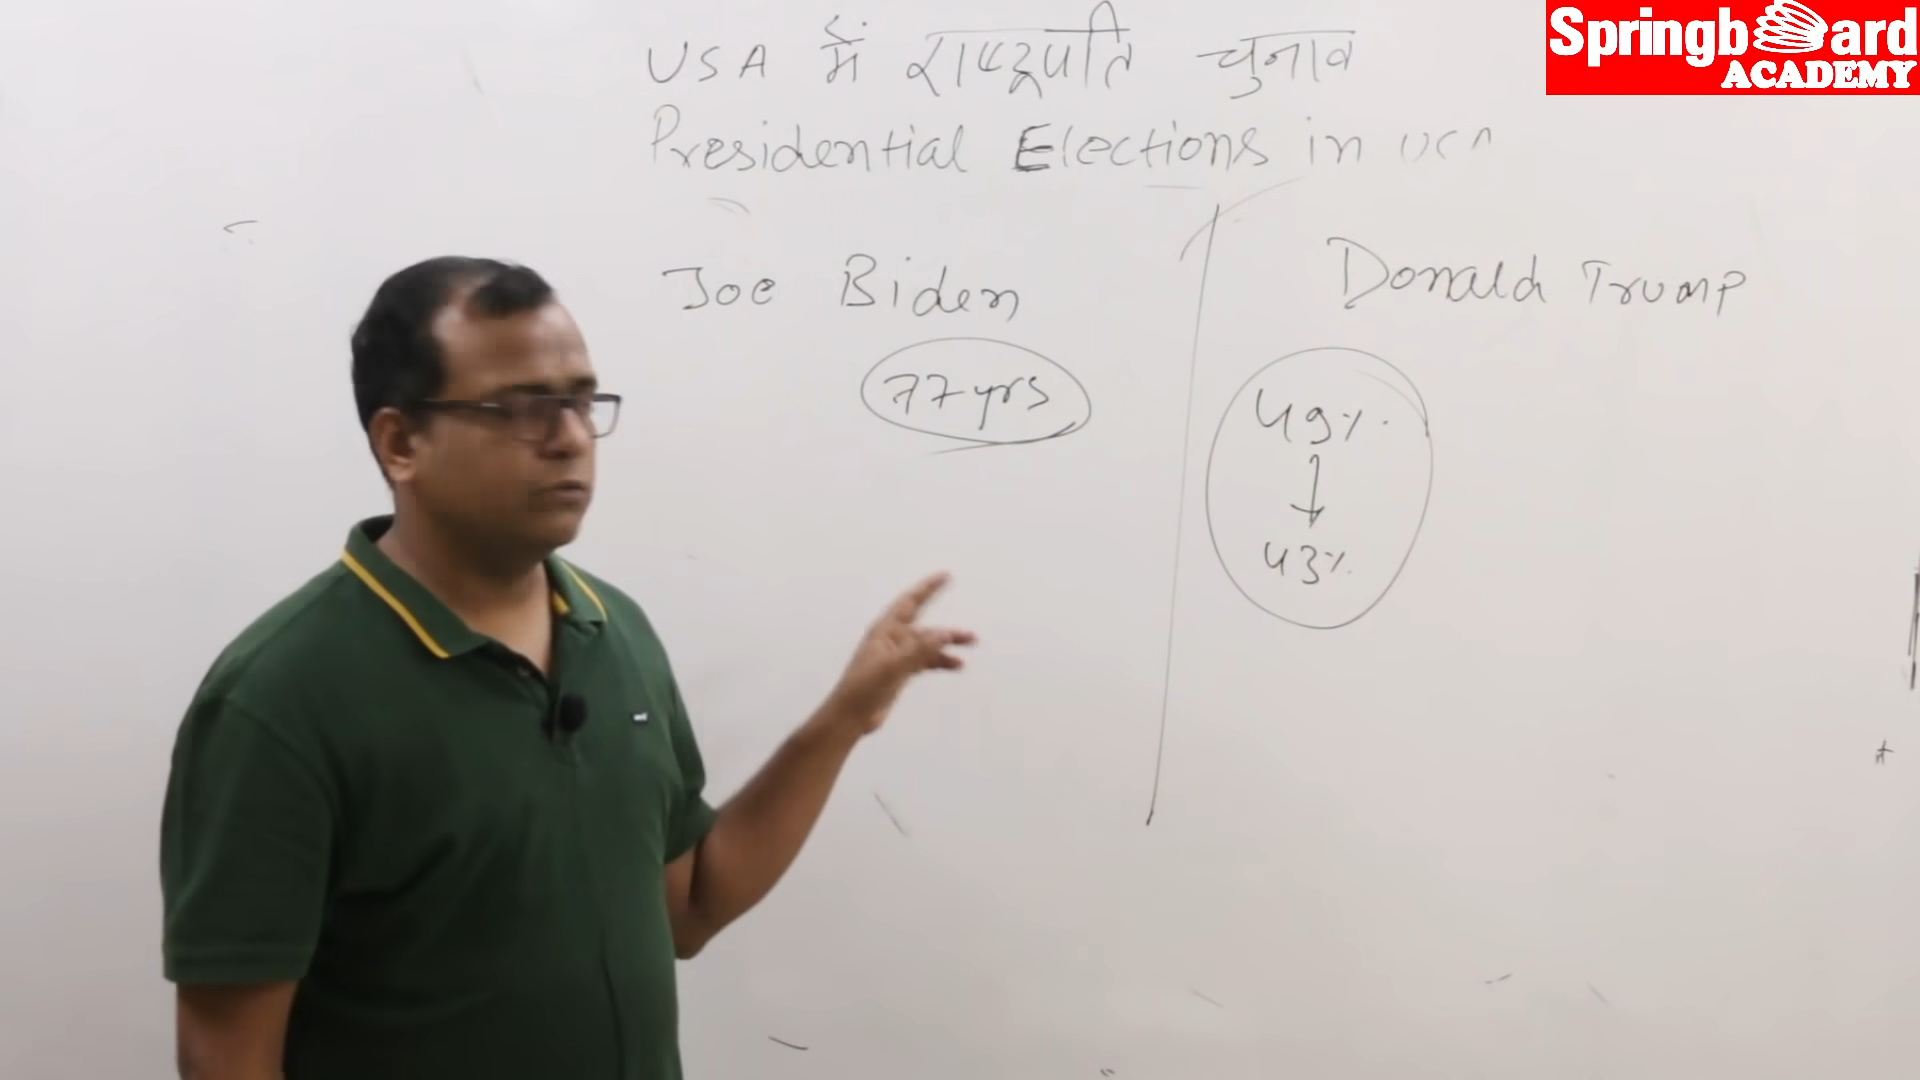 Springboard
ACADEMY
USA में राष्ट्रपति चुनाव
Presidential Elections in USA
Joe Biden
77 yrs
Donald Trump
49%
43%